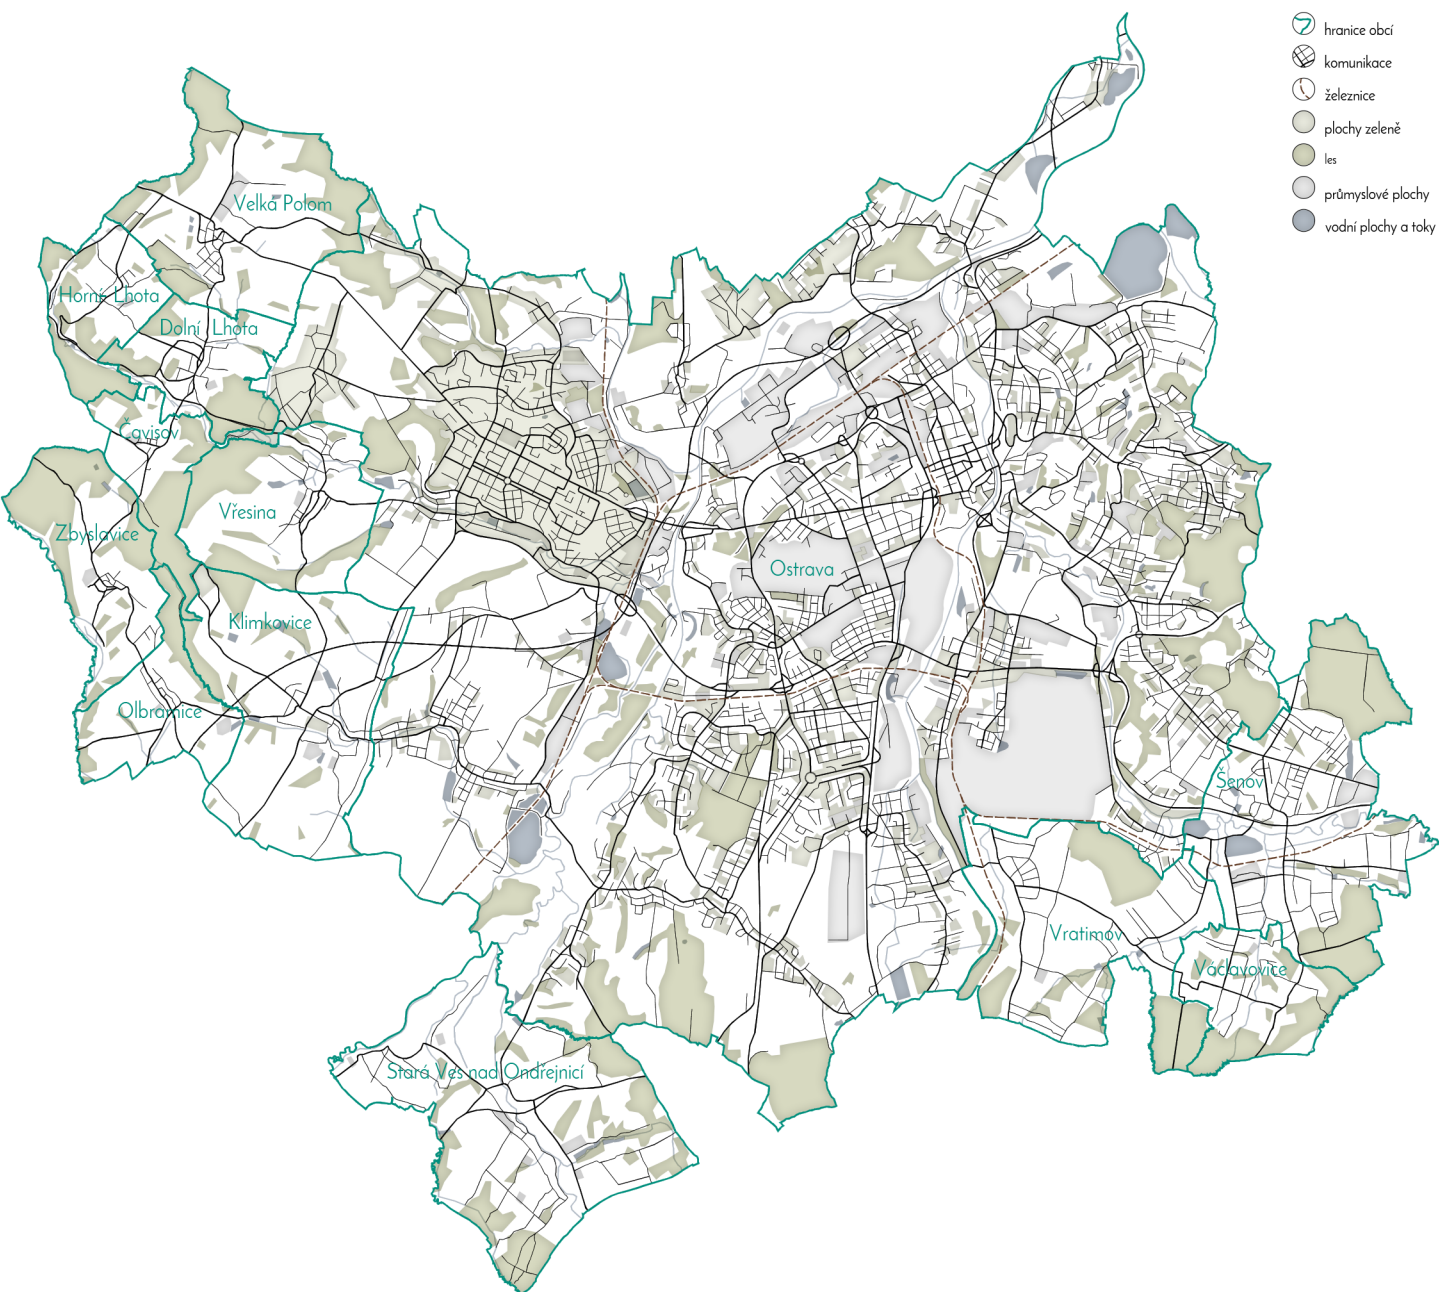 hranice obcí
komunikace
železnice
plochy zeleně
les
průmyslové plochy
vodní plochy a toky
Velká Polom
Horní Lhota
Dolní Lhota
Čavisov
Vřesina
Zbyslavice
Ostrava
Klimkovice
Olbramice
Šenov
Vratimov
Václavovice
Stará Ves nad Ondřejnicí